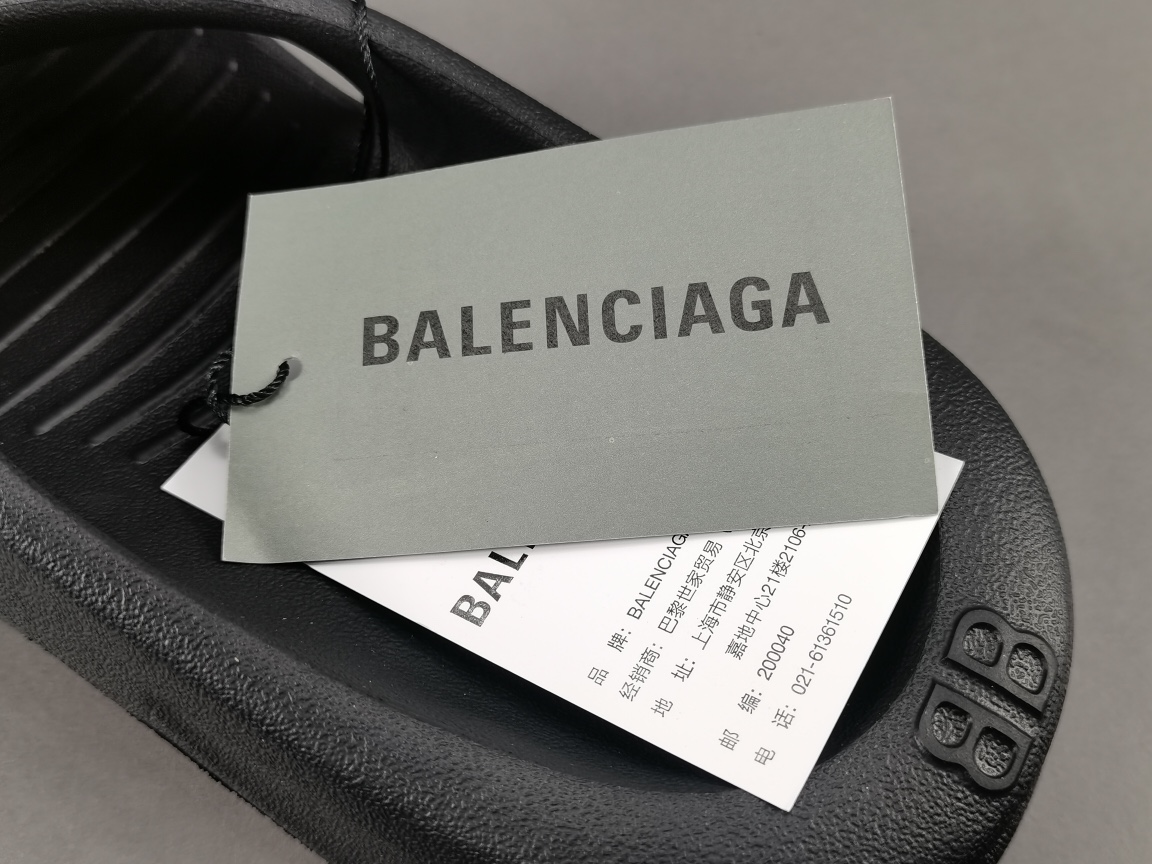 BALENCIAGA
BAL
品 牌：BALENCIAGA
经销商：巴黎世家贸易
地 址：上海市静安区北京
嘉地中心21楼2106-
邮 编：200040
电 话：021-61361510
BB